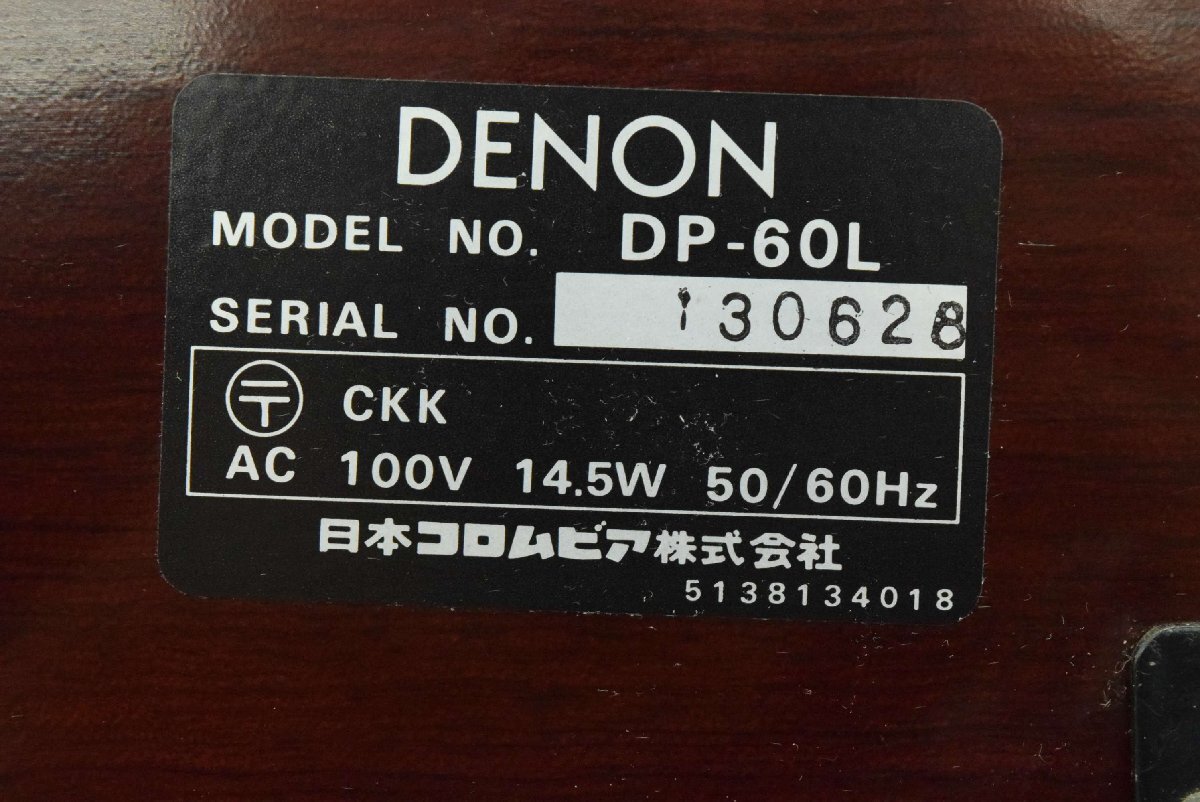 DENON
MODEL NO. DP-60L
SERIAL NO. 130628
〒 CKK
AC 100V 14.5W 50/60Hz
日本コロムビア株式会社
5138134018